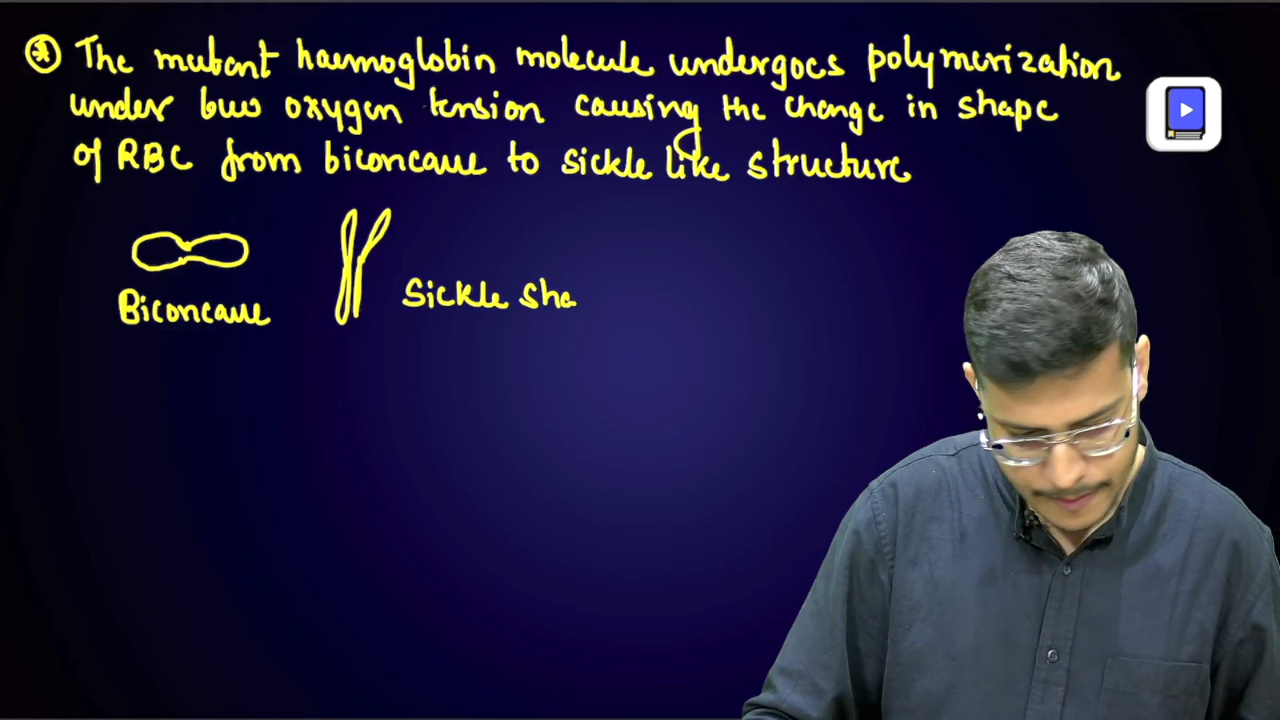 The mutant haemoglobin molecule undergoes polymerization
under low oxygen tension causing the change in shape
of RBC from biconcave to sickle like structure
Biconcave
Sickle Sha